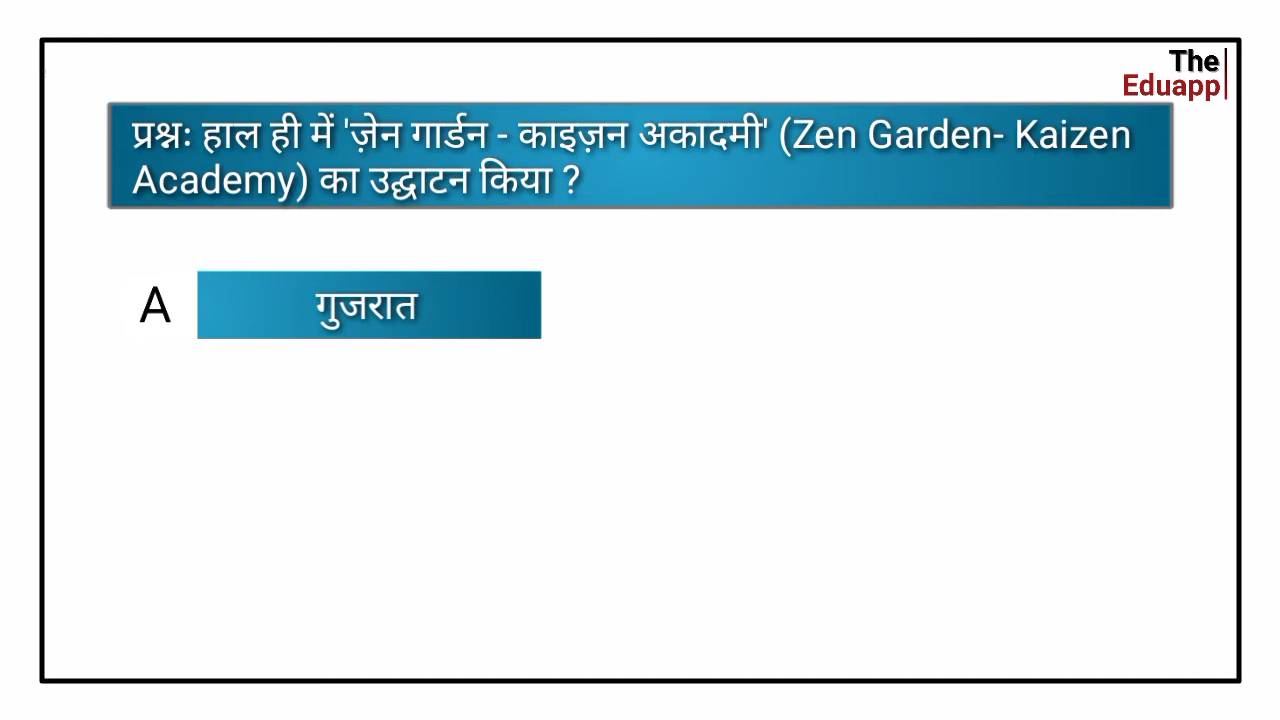 The
Eduapp
प्रश्नः हाल ही में 'ज़ेन गार्डन - काइज़न अकादमी' (Zen Garden- Kaizen
Academy) का उद्घाटन किया ?
A गुजरात